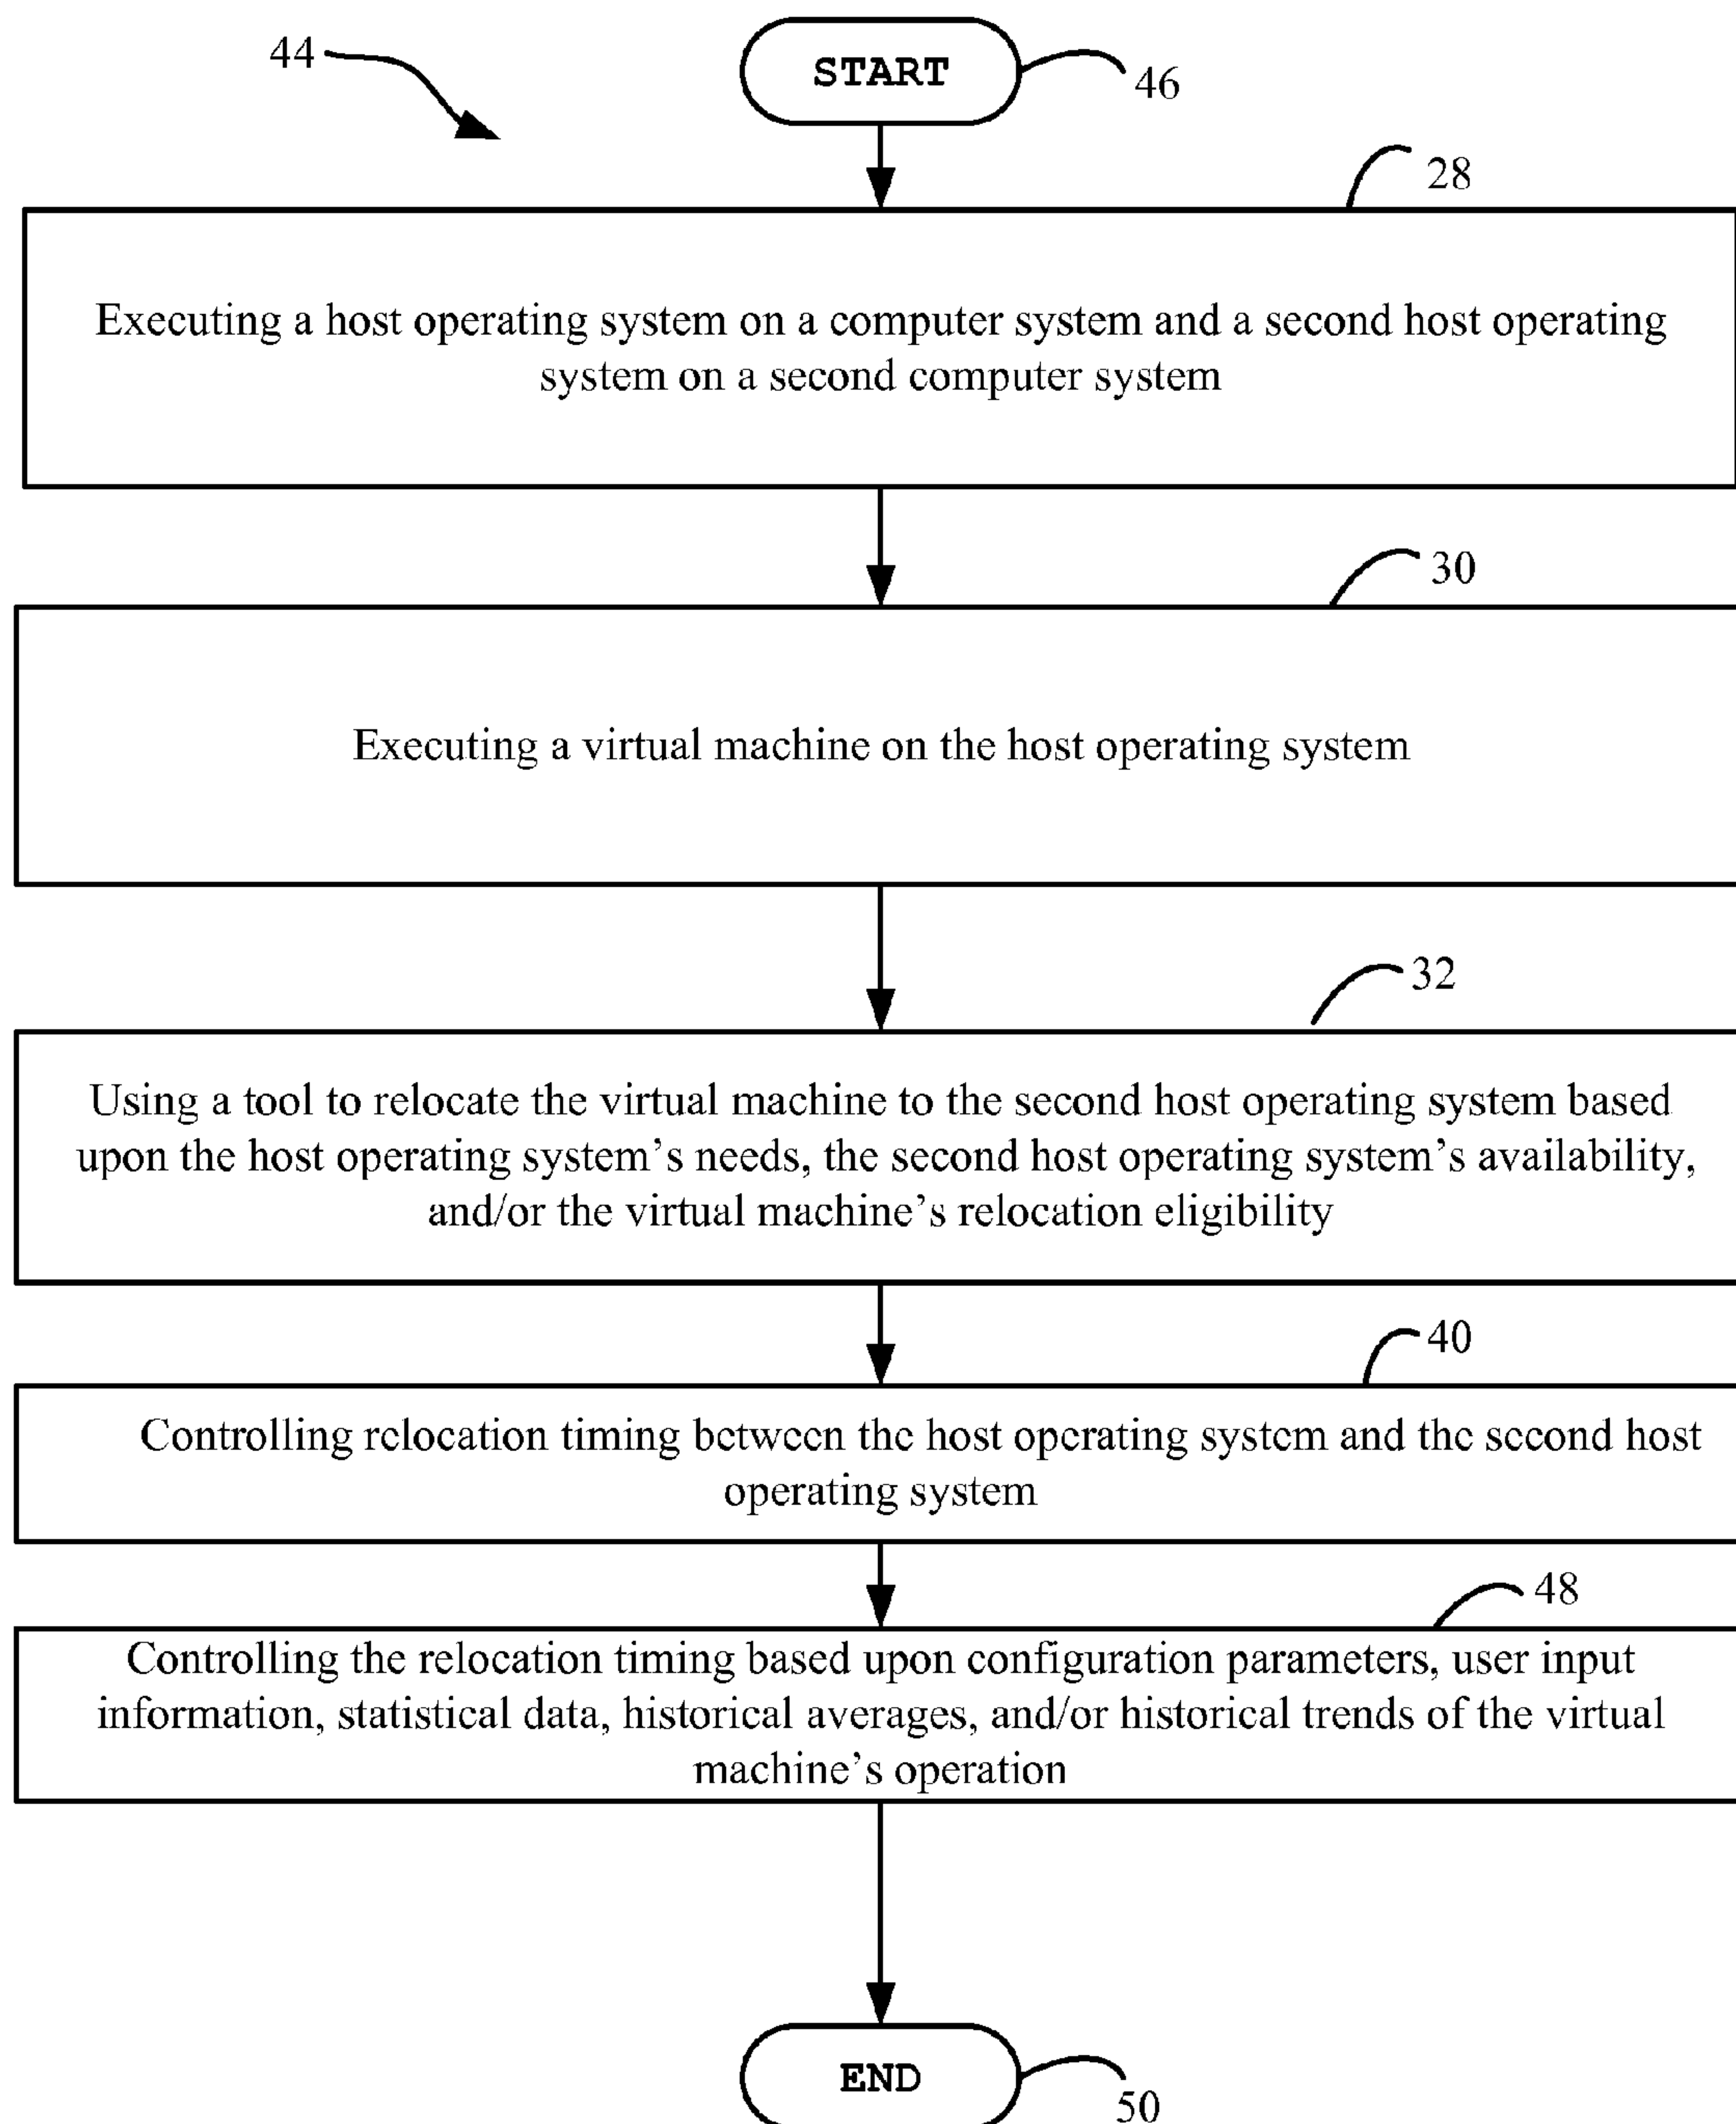 44
START
46
28
Executing a host operating system on a computer system and a second host operating
system on a second computer system
30
Executing a virtual machine on the host operating system
32
Using a tool to relocate the virtual machine to the second host operating system based
upon the host operating system’s needs, the second host operating system’s availability,
and/or the virtual machine’s relocation eligibility
40
Controlling relocation timing between the host operating system and the second host
operating system
48
Controlling the relocation timing based upon configuration parameters, user input
information, statistical data, historical averages, and/or historical trends of the virtual
machine’s operation
END
50